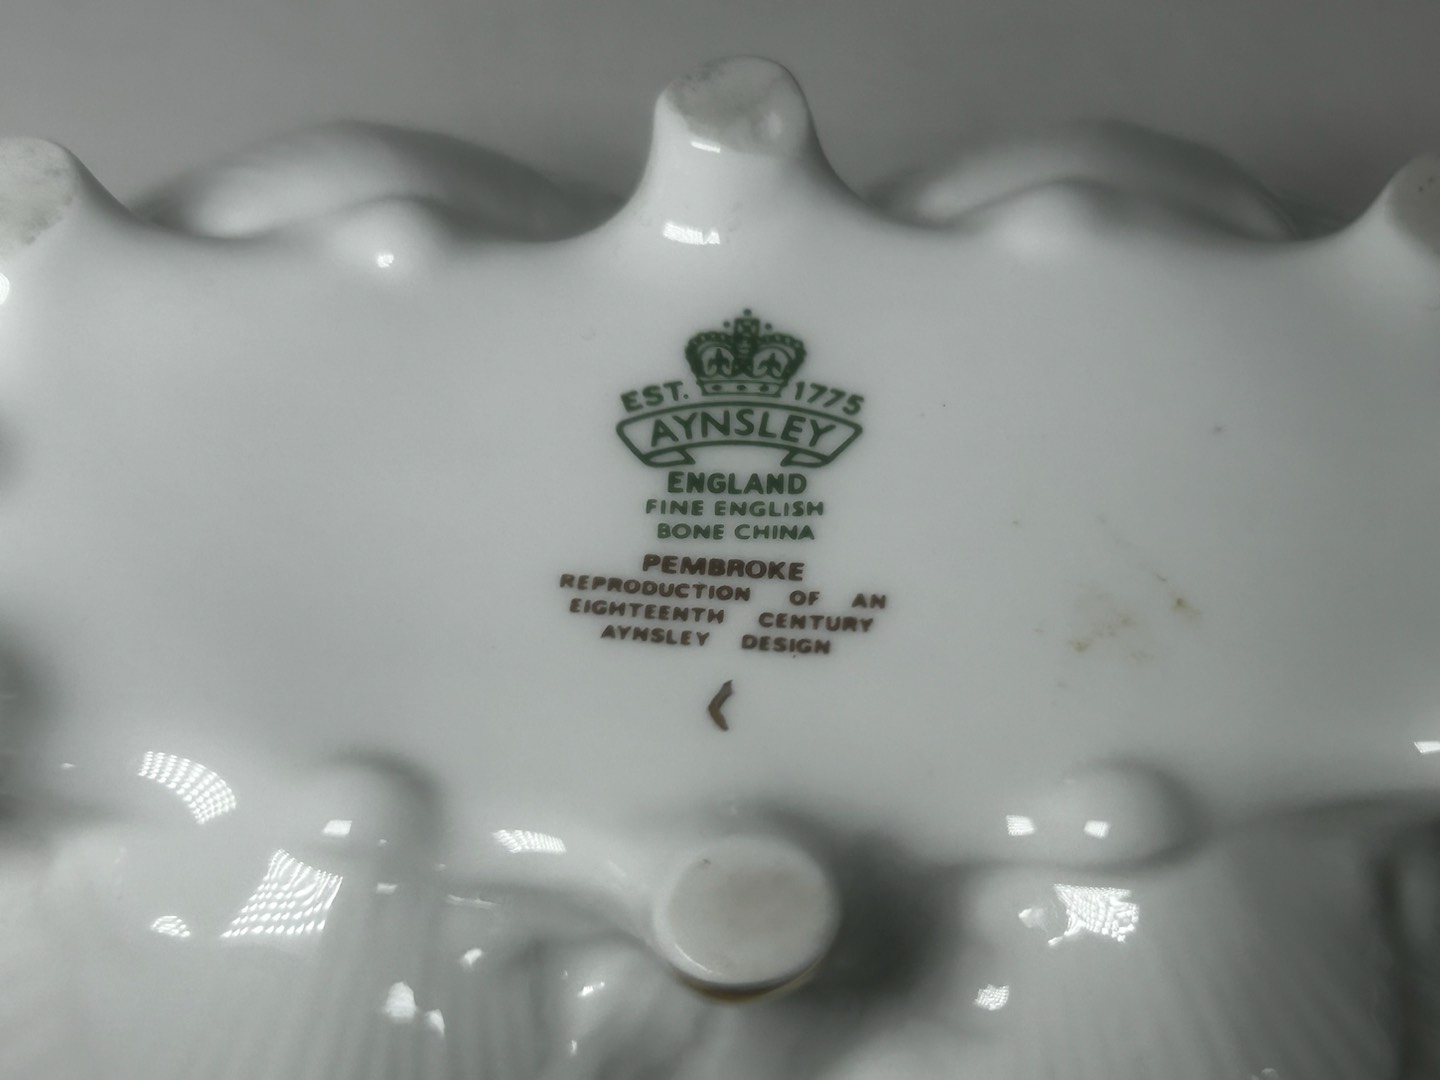 EST. 1775
AYNSLEY
ENGLAND
FINE ENGLISH
BONE CHINA
PEMBROKE
REPRODUCTION OF AN
EIGHTEENTH CENTURY
AYNSLEY DESIGN